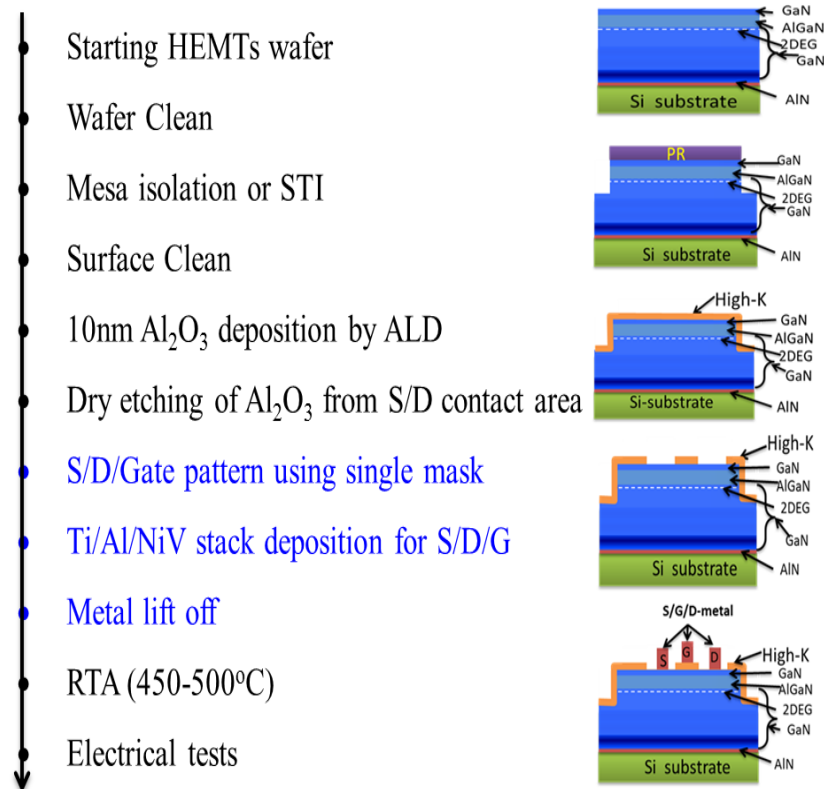 Starting HEMTs wafer
Wafer Clean
Mesa isolation or STI
Surface Clean
10nm Al₂O₃ deposition by ALD
Dry etching of Al₂O₃ from S/D contact area
S/D/Gate pattern using single mask
Ti/Al/NiV stack deposition for S/D/G
Metal lift off
RTA (450-500°C)
Electrical tests
GaN
AlGaN
2DEG
GaN
AlN
Si substrate
PR
GaN
AlGaN
2DEG
GaN
AlN
Si substrate
High-K
GaN
AlGaN
2DEG
GaN
AlN
Si-substrate
High-K
GaN
AlGaN
2DEG
GaN
AlN
Si substrate
S/G/D-metal
S G D
High-K
GaN
AlGaN
2DEG
GaN
AlN
Si substrate